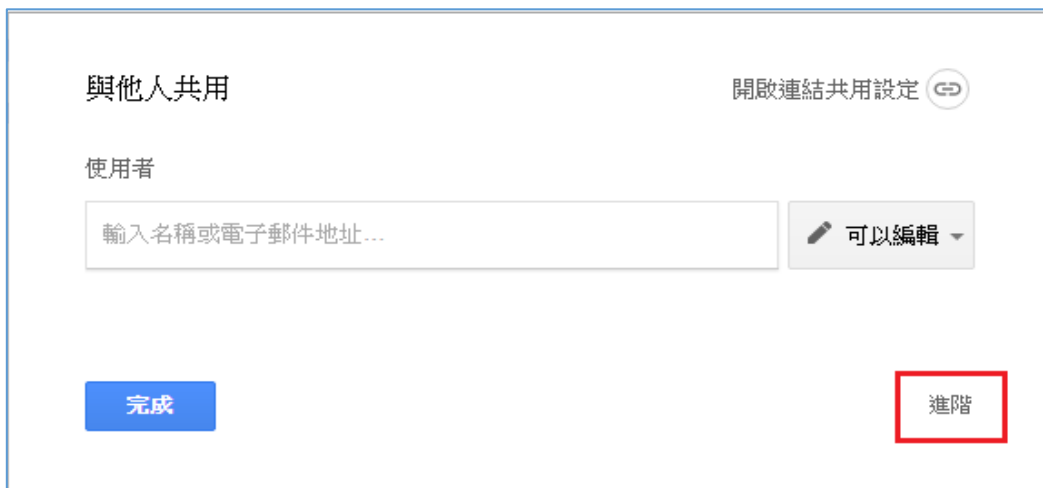 與他人共用
開啟連結共用設定
使用者
輸入名稱或電子郵件地址...
可以編輯
完成
進階